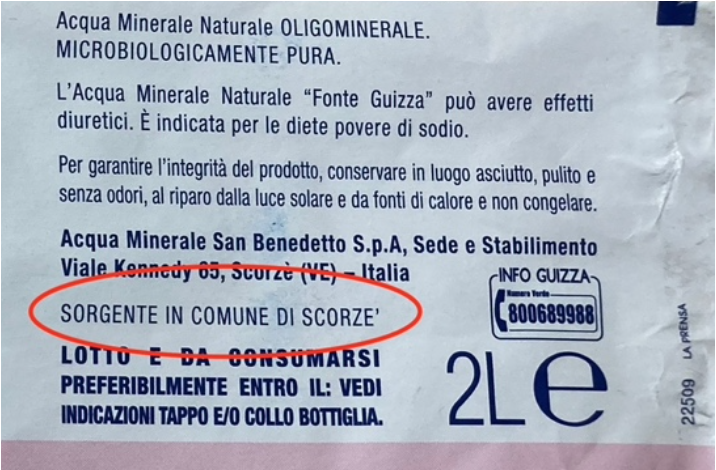 Acqua Minerale Naturale OLIGOMINERALE.
MICROBIOLOGICAMENTE PURA.
L'Acqua Minerale Naturale “Fonte Guizza” può avere effetti
diuretici. È indicata per le diete povere di sodio.
Per garantire l'integrità del prodotto, conservare in luogo asciutto, pulito e
senza odori, al riparo dalla luce solare e da fonti di calore e non congelare.
Acqua Minerale San Benedetto S.p.A, Sede e Stabilimento
Viale Kennedy 65, Scorzè (VE) – Italia
SORGENTE IN COMUNE DI SCORZE'
LOTTO E DA CONSUMARSI
PREFERIBILMENTE ENTRO IL: VEDI
INDICAZIONI TAPPO E/O COLLO BOTTIGLIA.
INFO GUIZZA
Numero Verde
800689988
2L e
22509 LA PRENSA